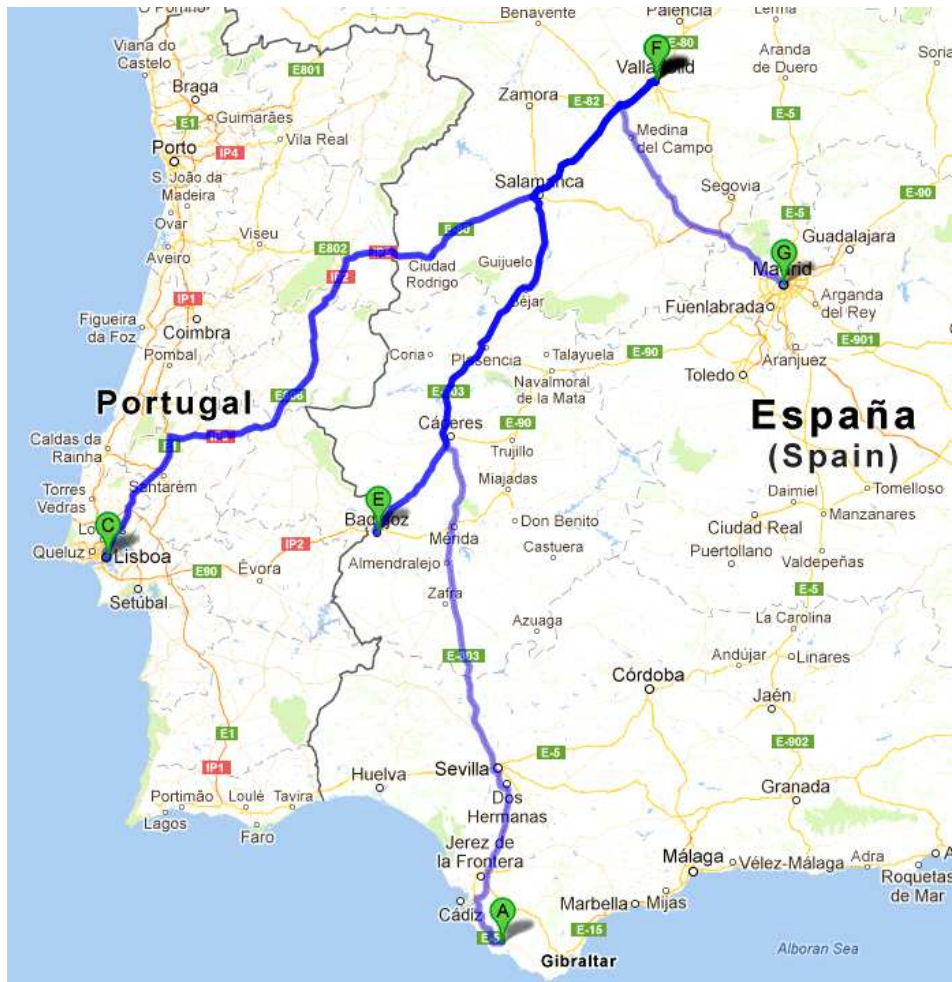 Benavente
Palencia
Lerma
Viana do
Castelo
E801
F
E-80
Valladolid
Aranda
de Duero
Soria
Braga
Zamora
E-82
E-5
Guimarães
E1
Vila Real
Medina
del Campo
Porto
IP4
S. João da
Madeira
Salamanca
Segovia
E-90
Ovar
Viseu
E802
E-80
E-5
Guadalajara
Aveiro
IP2
Ciudad
Rodrigo
Guijuelo
G
Madrid
IP1
Béjar
Fuenlabrada
Arganda
del Rey
Figueira
da Foz
Coimbra
Pombal
Coria
Plasencia
Talayuela
E-90
Aranjuez
E-901
Navalmoral
de la Mata
Toledo
Portugal
E-803
España
(Spain)
Caldas da
Rainha
E1
Cáceres
E-90
Trujillo
Torres
Vedras
Santarém
Miajadas
Daimiel
Tomelloso
C
E
Badajoz
Don Benito
Ciudad Real
Manzanares
Queluz
Lisboa
IP2
Mérida
Castuera
Puertollano
Valdepeñas
Setúbal
E90
Évora
Almendralejo
Zafra
E-5
Azuaga
La Carolina
E-803
Andújar
Linares
Córdoba
Jaén
E1
E-5
E-902
IP1
Huelva
Sevilla
Granada
Portimão
Loulé
Tavira
Dos
Hermanas
Lagos
Faro
Jerez de
la Frontera
Málaga
Vélez-Málaga
Adra
A
Roquetas
de Mar
Cádiz
A
Marbella
Mijas
E-5
E-15
Gibraltar
Alboran Sea